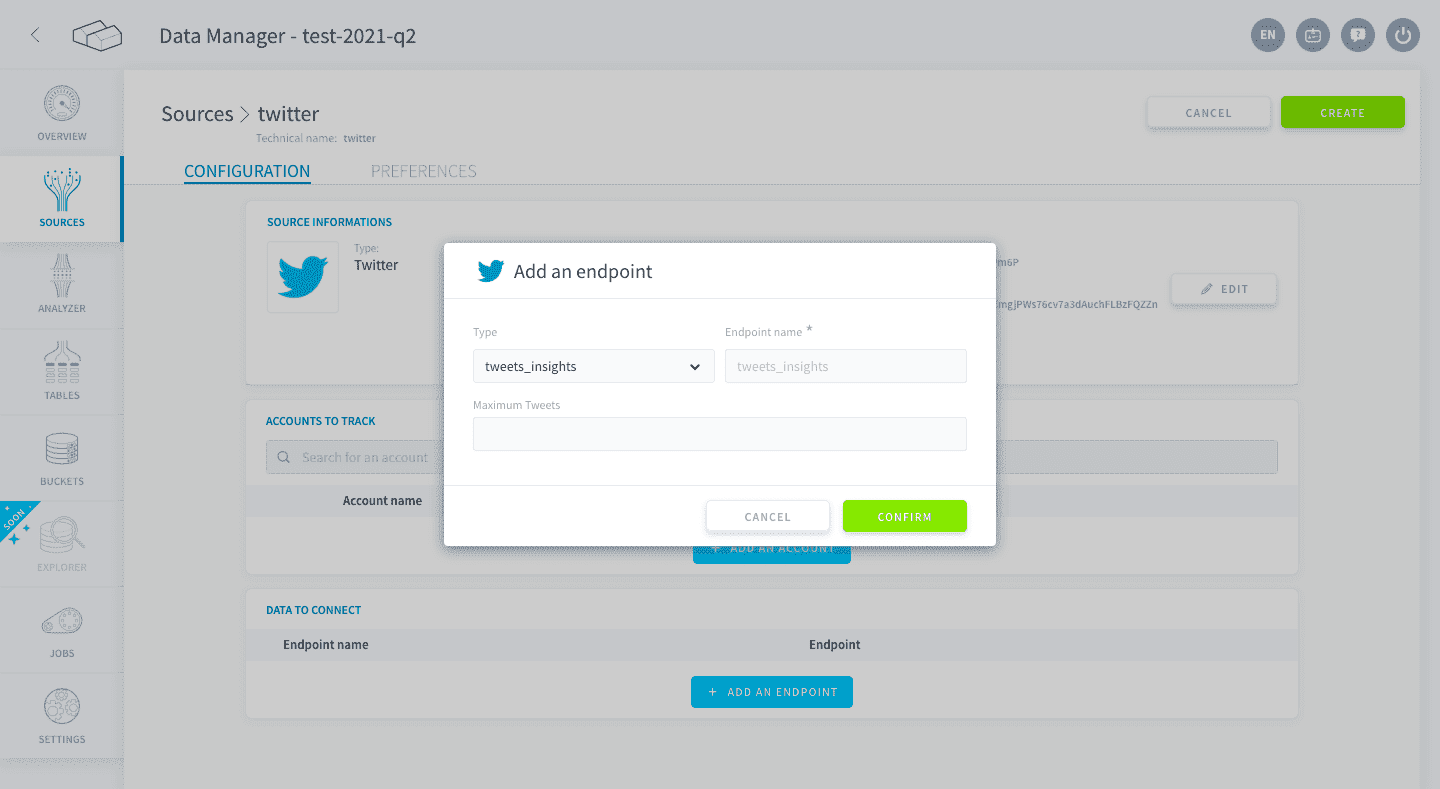 Data Manager - test-2021-q2
EN
OVERVIEW
SOURCES
ANALYZER
TABLES
BUCKETS
SOON
EXPLORER
JOBS
SETTINGS
Sources > twitter
Technical name: twitter
CANCEL
CREATE
CONFIGURATION
PREFERENCES
SOURCE INFORMATIONS
Type:
Twitter
EDIT
Add an endpoint
Type
Endpoint name *
tweets_insights
tweets_insights
Maximum Tweets
CANCEL
CONFIRM
ACCOUNTS TO TRACK
Search for an account
Account name
+ ADD AN ACCOUNT
DATA TO CONNECT
Endpoint name
Endpoint
+ ADD AN ENDPOINT